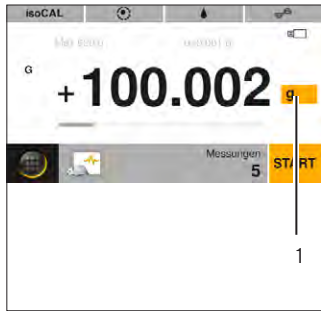 isoCAL
G
+ 100.002 g
Messungen
5
START
1